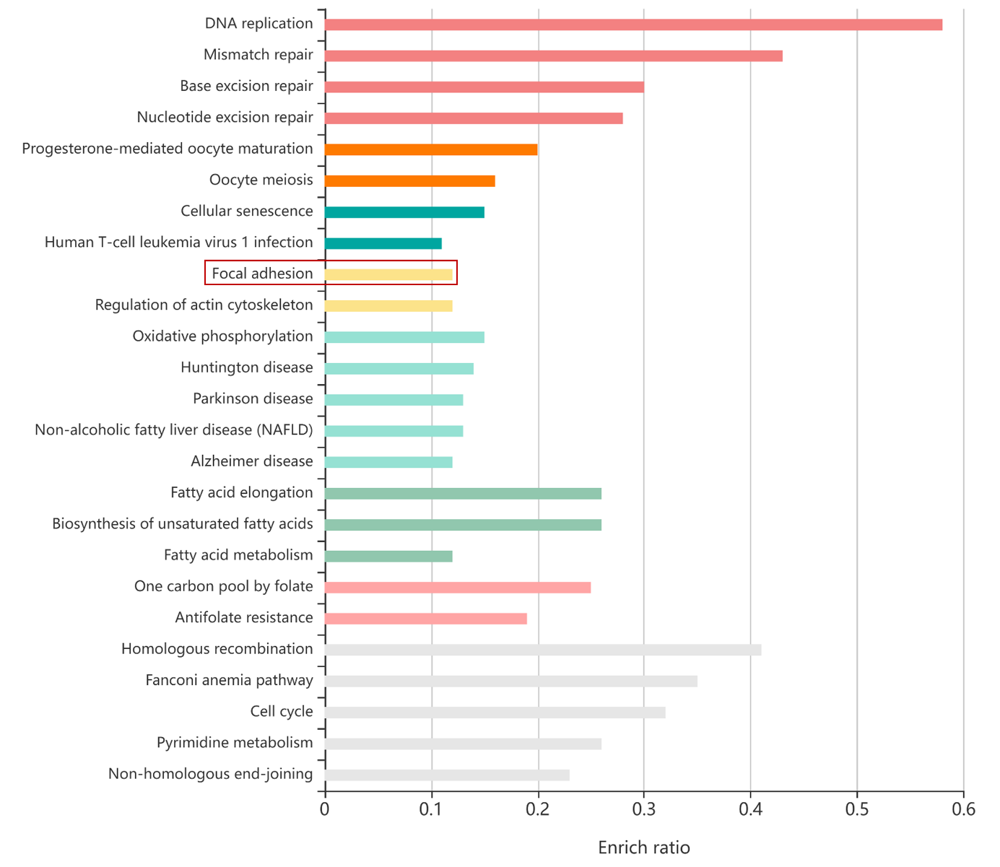 DNA replication
Mismatch repair
Base excision repair
Nucleotide excision repair
Progesterone-mediated oocyte maturation
Oocyte meiosis
Cellular senescence
Human T-cell leukemia virus 1 infection
Focal adhesion
Regulation of actin cytoskeleton
Oxidative phosphorylation
Huntington disease
Parkinson disease
Non-alcoholic fatty liver disease (NAFLD)
Alzheimer disease
Fatty acid elongation
Biosynthesis of unsaturated fatty acids
Fatty acid metabolism
One carbon pool by folate
Antifolate resistance
Homologous recombination
Fanconi anemia pathway
Cell cycle
Pyrimidine metabolism
Non-homologous end-joining
0 0.1 0.2 0.3 0.4 0.5 0.6
Enrich ratio